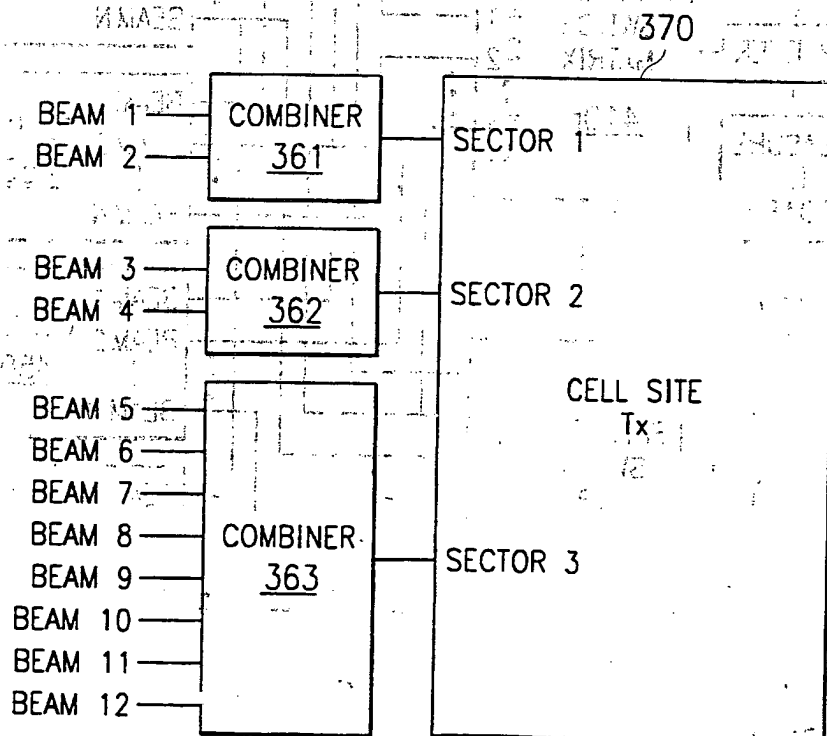 370
BEAM 1
BEAM 2
COMBINER
361
SECTOR 1
BEAM 3
BEAM 4
COMBINER
362
SECTOR 2
BEAM 5
BEAM 6
BEAM 7
BEAM 8
BEAM 9
BEAM 10
BEAM 11
BEAM 12
COMBINER
363
SECTOR 3
CELL SITE
Tx